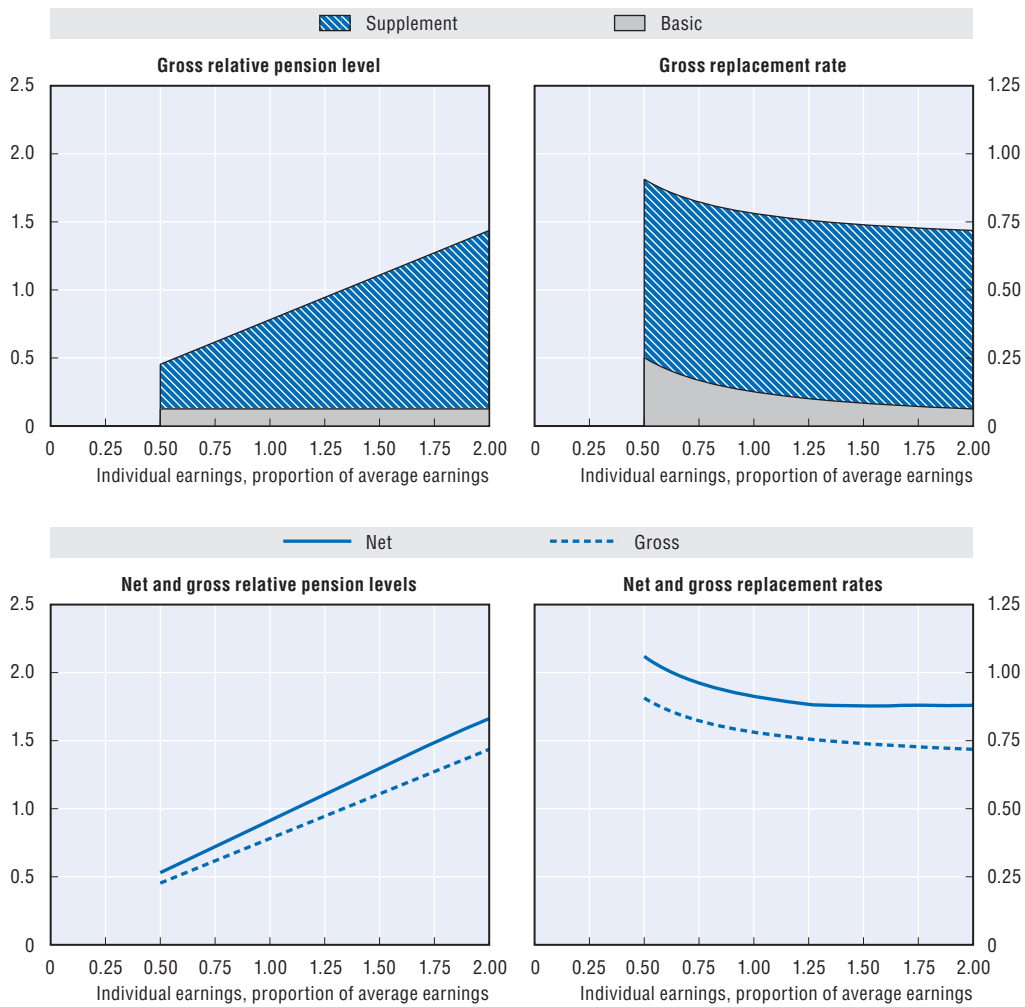 Supplement Basic
Gross relative pension level
Gross replacement rate
2.5
2.0
1.5
1.0
0.5
0
1.25
1.00
0.75
0.50
0.25
0
0 0.25 0.50 0.75 1.00 1.25 1.50 1.75 2.00
0 0.25 0.50 0.75 1.00 1.25 1.50 1.75 2.00
Individual earnings, proportion of average earnings
Individual earnings, proportion of average earnings
Net Gross
Net and gross relative pension levels
Net and gross replacement rates
2.5
2.0
1.5
1.0
0.5
0
1.25
1.00
0.75
0.50
0.25
0
0 0.25 0.50 0.75 1.00 1.25 1.50 1.75 2.00
0 0.25 0.50 0.75 1.00 1.25 1.50 1.75 2.00
Individual earnings, proportion of average earnings
Individual earnings, proportion of average earnings